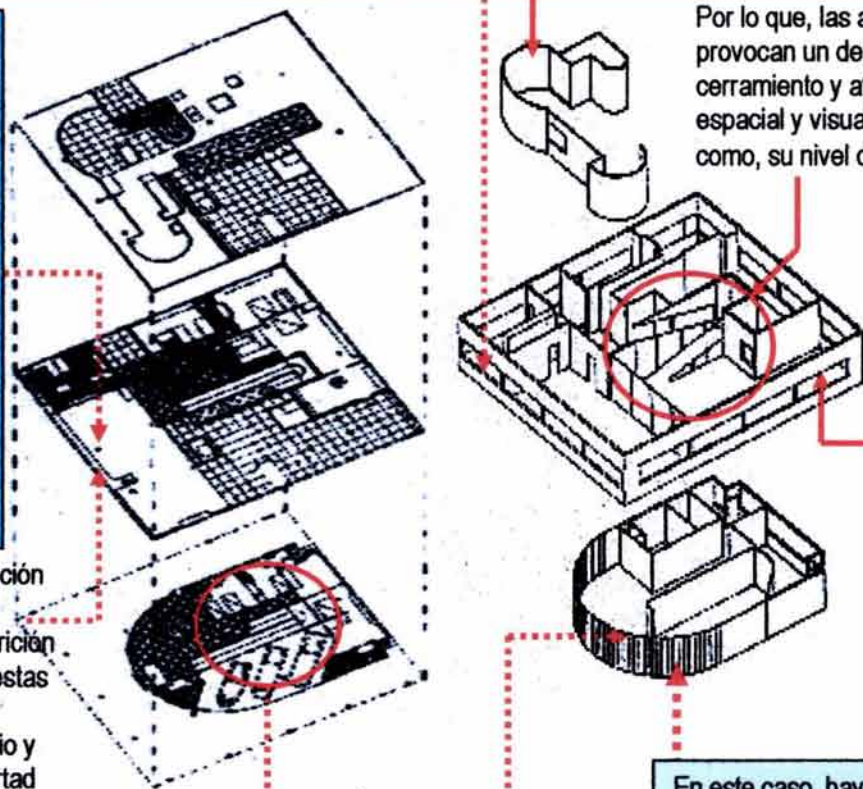 Por lo que, las a
provocan un de
cerramiento y a
espacial y visua
como, su nivel
ción
rición
ostas
io y
rtad
En este caso, hay